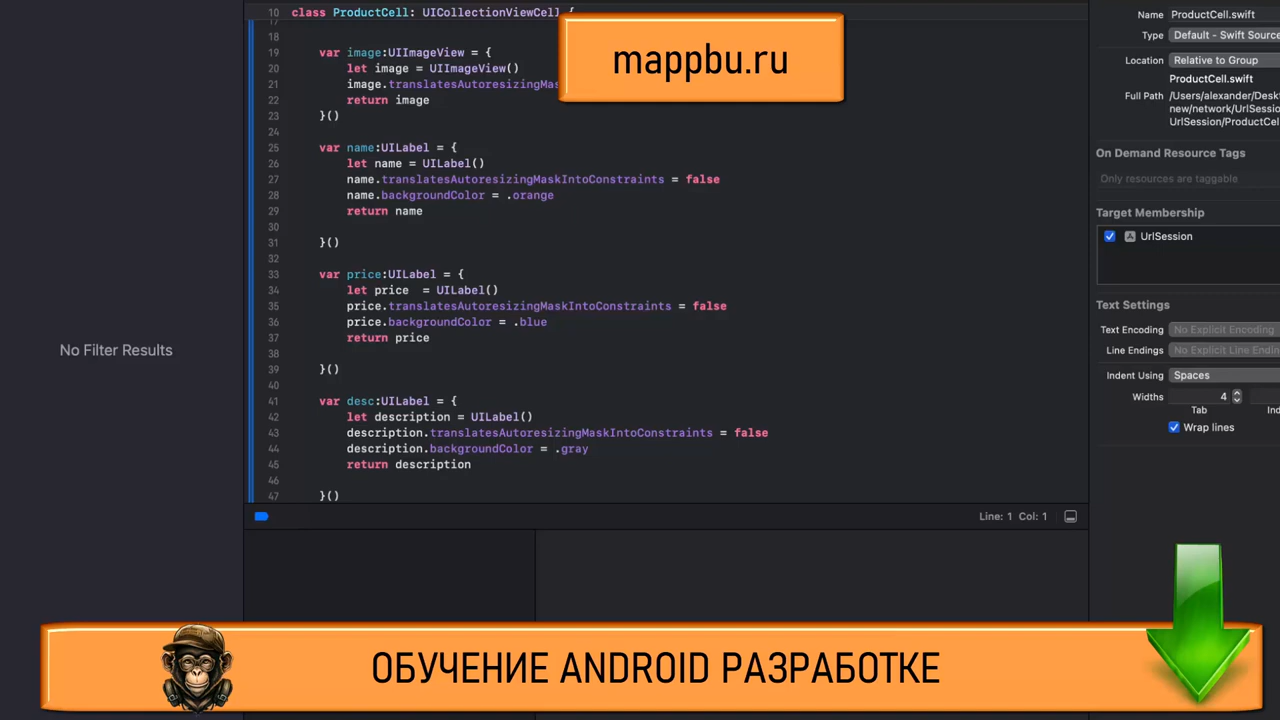 10 class ProductCell: UICollectionViewCell {
17
18
19 var image:UIImageView = {
20 let image = UIImageView()
21 image.translatesAutoresizingMas
22 return image
23 }()
24
25 var name:UILabel = {
26 let name = UILabel()
27 name.translatesAutoresizingMaskIntoConstraints = false
28 name.backgroundColor = .orange
29 return name
30
31 }()
32
33 var price:UILabel = {
34 let price  = UILabel()
35 price.translatesAutoresizingMaskIntoConstraints = false
36 price.backgroundColor = .blue
37 return price
38
39 }()
40
41 var desc:UILabel = {
42 let description = UILabel()
43 description.translatesAutoresizingMaskIntoConstraints = false
44 description.backgroundColor = .gray
45 return description
46
47 }()
mappbu.ru
No Filter Results
Line: 1 Col: 1
Name ProductCell.swift
Type Default - Swift Source
Location Relative to Group
ProductCell.swift
Full Path /Users/alexander/Desk
new/network/UrlSessio
UrlSession/ProductCel
On Demand Resource Tags
Only resources are taggable
Target Membership
UrlSession
Text Settings
Text Encoding No Explicit Encoding
Line Endings No Explicit Line Ending
Indent Using Spaces
Widths 4
Tab Ind
Wrap lines
ОБУЧЕНИЕ ANDROID РАЗРАБОТКЕ